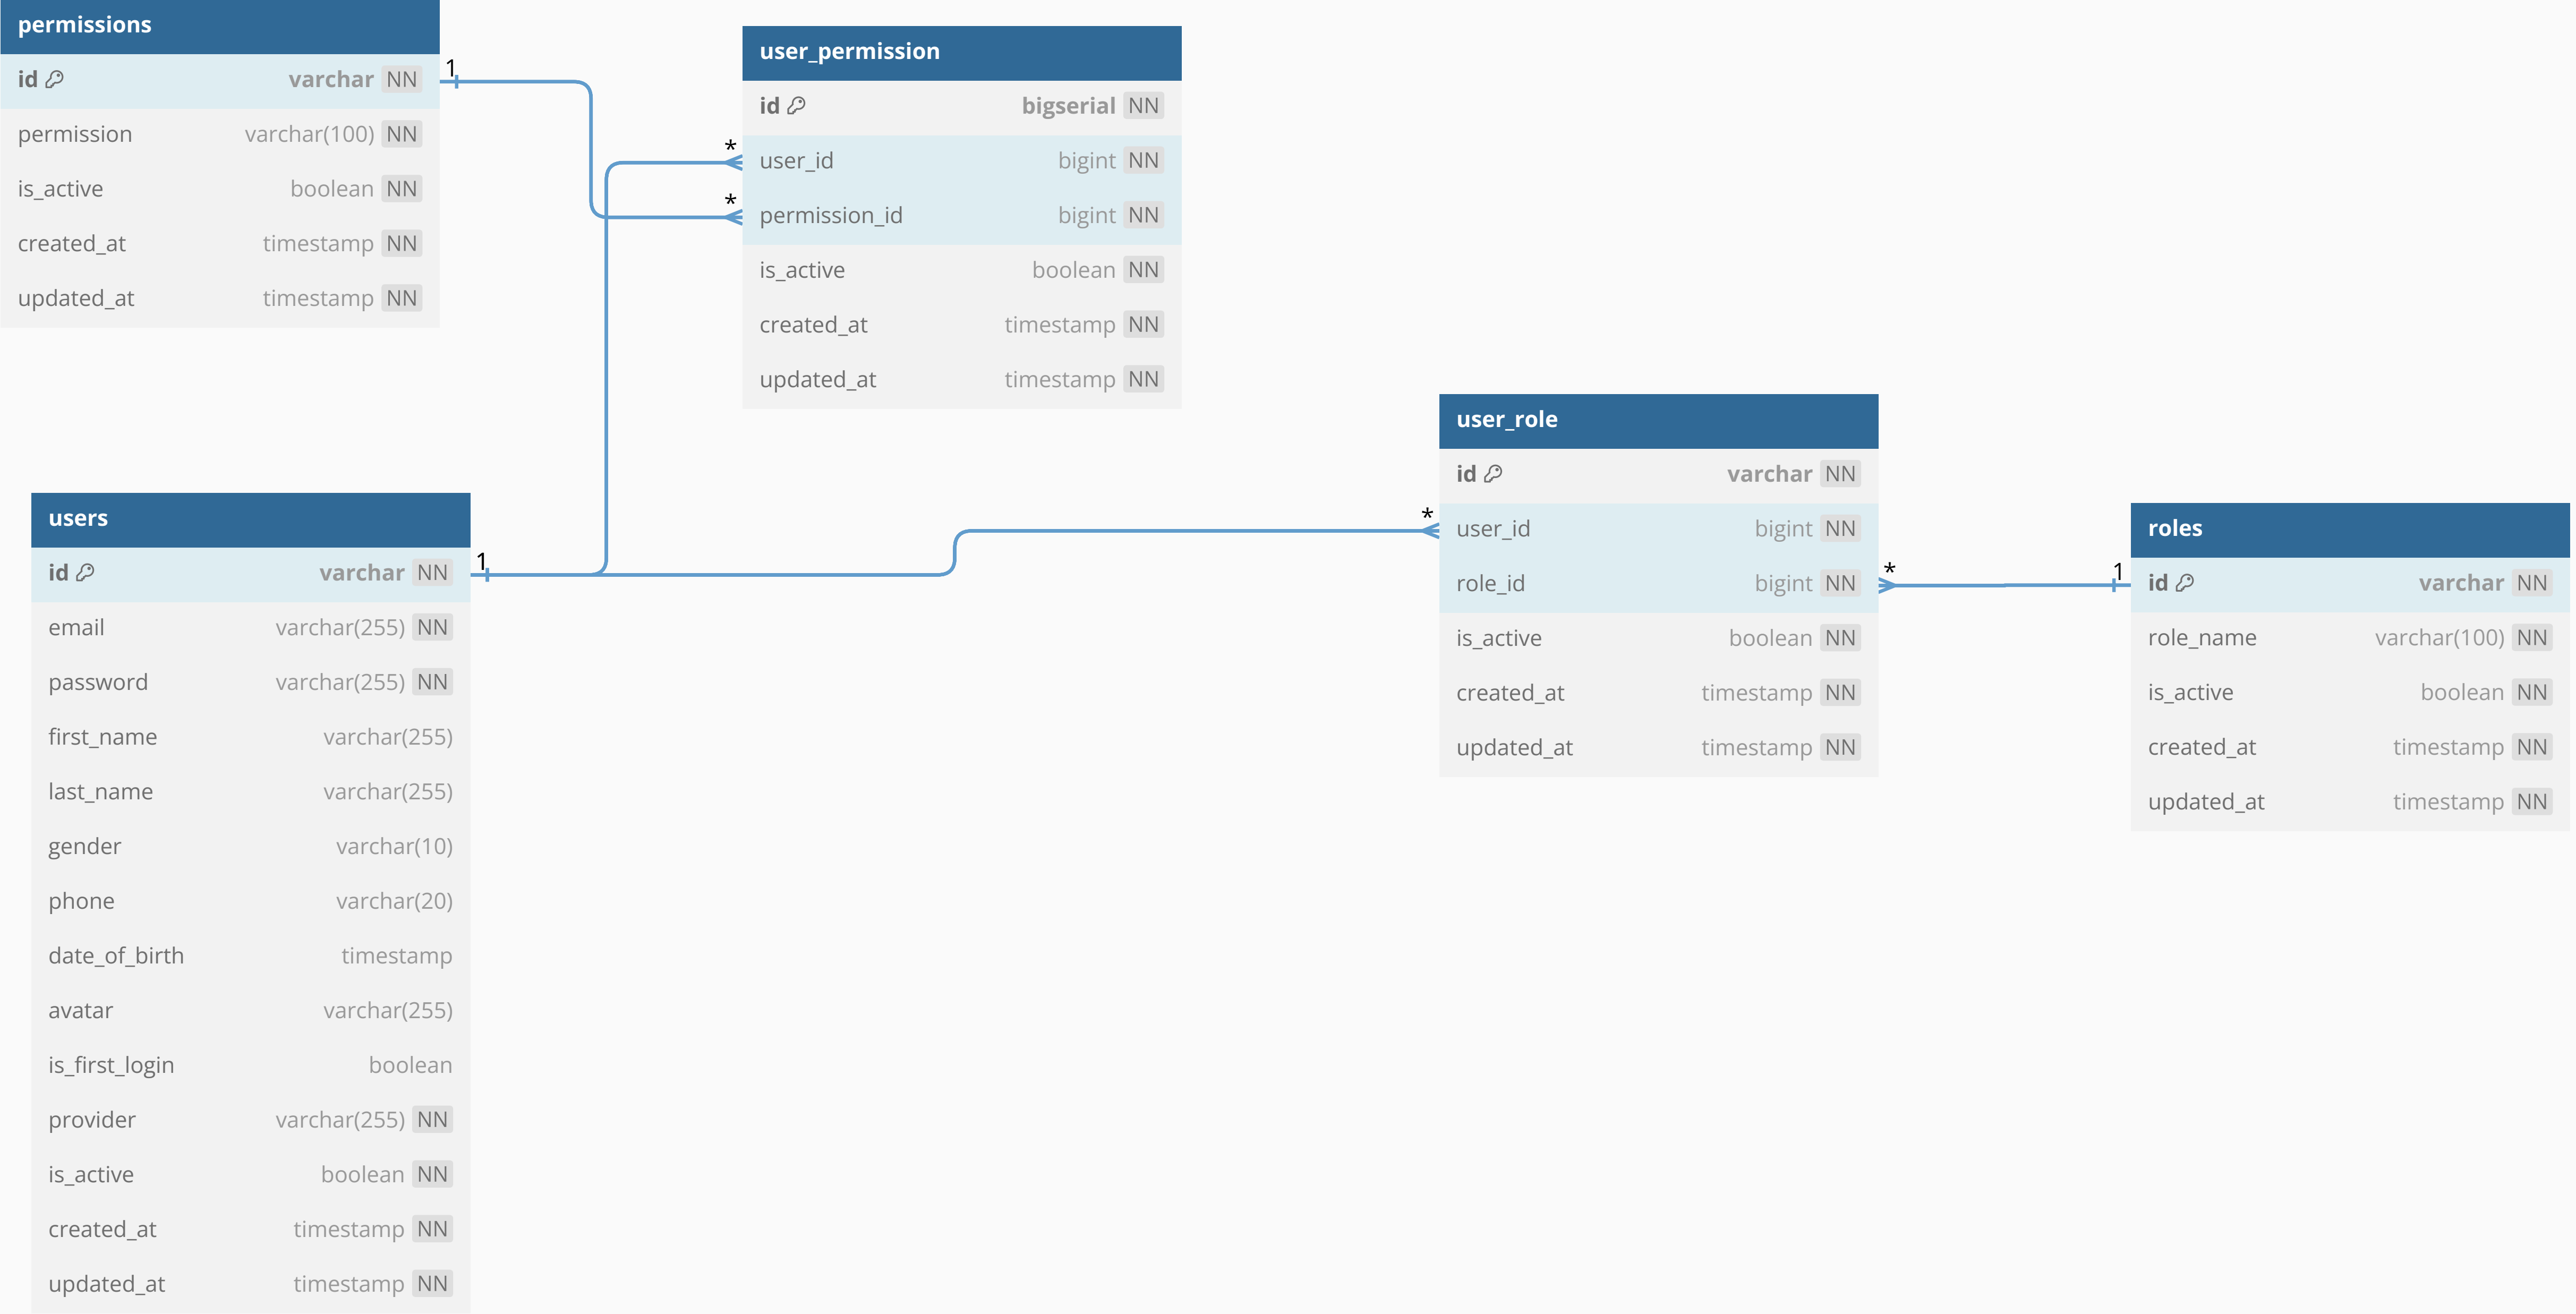 permissions
id varchar NN
permission varchar(100) NN
is_active boolean NN
created_at timestamp NN
updated_at timestamp NN
1
user_permission
id bigserial NN
* user_id bigint NN
* permission_id bigint NN
is_active boolean NN
created_at timestamp NN
updated_at timestamp NN
users
id varchar NN
email varchar(255) NN
password varchar(255) NN
first_name varchar(255)
last_name varchar(255)
gender varchar(10)
phone varchar(20)
date_of_birth timestamp
avatar varchar(255)
is_first_login boolean
provider varchar(255) NN
is_active boolean NN
created_at timestamp NN
updated_at timestamp NN
1
user_role
id varchar NN
* user_id bigint NN
role_id bigint NN *
is_active boolean NN
created_at timestamp NN
updated_at timestamp NN
roles
1 id varchar NN
role_name varchar(100) NN
is_active boolean NN
created_at timestamp NN
updated_at timestamp NN